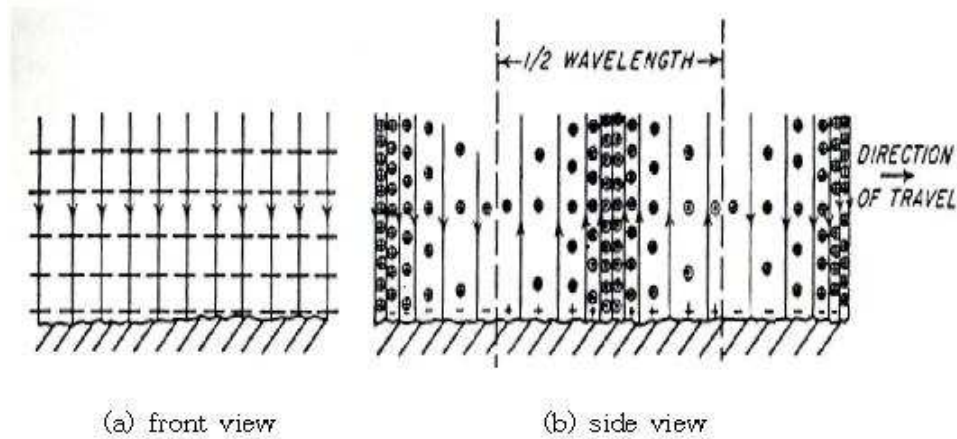 1/2 WAVELENGTH
DIRECTION
OF TRAVEL
(a) front view
(b) side view